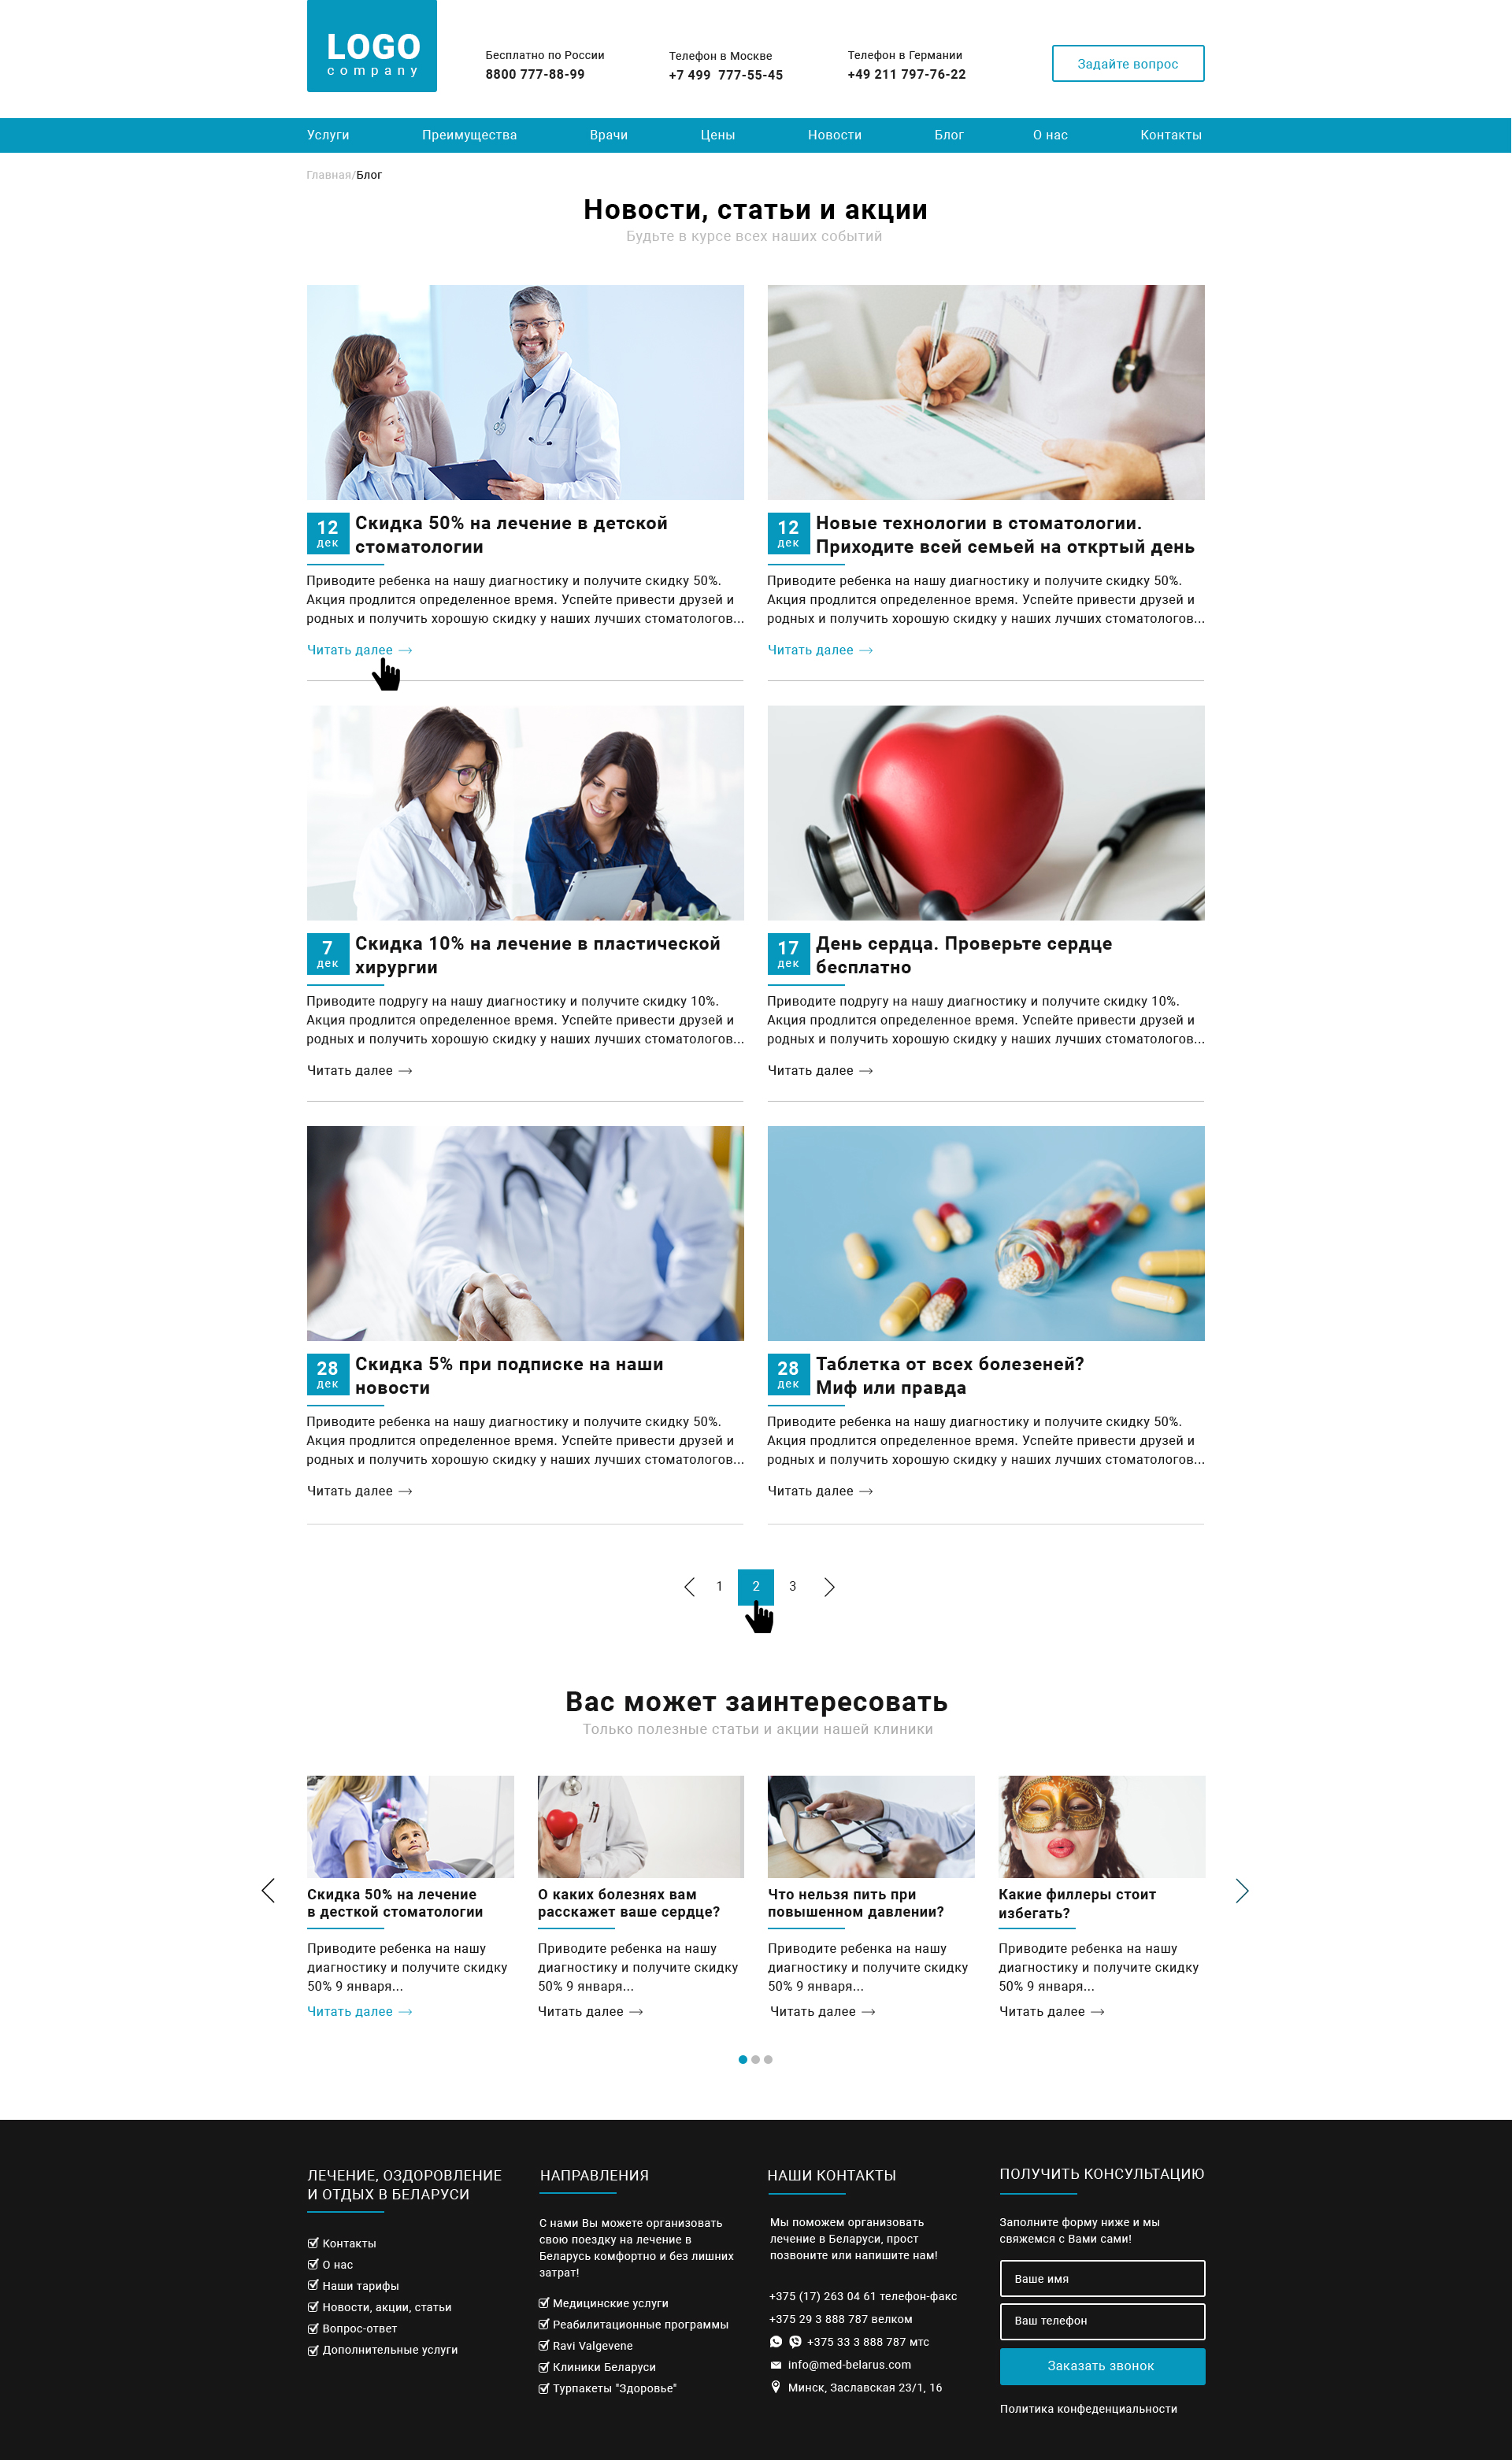 LOGO
company
Бесплатно по России
8800 777-88-99
Телефон в Москве
+7 499 777-55-45
Телефон в Германии
+49 211 797-76-22
Задайте вопрос
Услуги
Преимущества
Врачи
Цены
Новости
Блог
О нас
Контакты
Главная/Блог
Новости, статьи и акции
Будьте в курсе всех наших событий
12
дек
Скидка 50% на лечение в детской
стоматологии
Приводите ребенка на нашу диагностику и получите скидку 50%.
Акция продлится определенное время. Успейте привести друзей и
родных и получить хорошую скидку у наших лучших стоматологов...
Читать далее
12
дек
Новые технологии в стоматологии.
Приходите всей семьей на откртый день
Приводите ребенка на нашу диагностику и получите скидку 50%.
Акция продлится определенное время. Успейте привести друзей и
родных и получить хорошую скидку у наших лучших стоматологов...
Читать далее
7
дек
Скидка 10% на лечение в пластической
хирургии
Приводите подругу на нашу диагностику и получите скидку 10%.
Акция продлится определенное время. Успейте привести друзей и
родных и получить хорошую скидку у наших лучших стоматологов...
Читать далее
17
дек
День сердца. Проверьте сердце
бесплатно
Приводите подругу на нашу диагностику и получите скидку 10%.
Акция продлится определенное время. Успейте привести друзей и
родных и получить хорошую скидку у наших лучших стоматологов...
Читать далее
28
дек
Скидка 5% при подписке на наши
новости
Приводите ребенка на нашу диагностику и получите скидку 50%.
Акция продлится определенное время. Успейте привести друзей и
родных и получить хорошую скидку у наших лучших стоматологов...
Читать далее
28
дек
Таблетка от всех болезеней?
Миф или правда
Приводите ребенка на нашу диагностику и получите скидку 50%.
Акция продлится определенное время. Успейте привести друзей и
родных и получить хорошую скидку у наших лучших стоматологов...
Читать далее
1
2
3
Вас может заинтересовать
Только полезные статьи и акции нашей клиники
Скидка 50% на лечение
в десткой стоматологии
Приводите ребенка на нашу
диагностику и получите скидку
50% 9 января...
Читать далее
О каких болезнях вам
расскажет ваше сердце?
Приводите ребенка на нашу
диагностику и получите скидку
50% 9 января...
Читать далее
Что нельзя пить при
повышенном давлении?
Приводите ребенка на нашу
диагностику и получите скидку
50% 9 января...
Читать далее
Какие филлеры стоит
избегать?
Приводите ребенка на нашу
диагностику и получите скидку
50% 9 января...
Читать далее
ЛЕЧЕНИЕ, ОЗДОРОВЛЕНИЕ
И ОТДЫХ В БЕЛАРУСИ
Контакты
О нас
Наши тарифы
Новости, акции, статьи
Вопрос-ответ
Дополнительные услуги
НАПРАВЛЕНИЯ
С нами Вы можете организовать
свою поездку на лечение в
Беларусь комфортно и без лишних
затрат!
Медицинские услуги
Реабилитационные программы
Ravi Valgevene
Клиники Беларуси
Турпакеты "Здоровье"
НАШИ КОНТАКТЫ
Мы поможем организовать
лечение в Беларуси, прост
позвоните или напишите нам!
+375 (17) 263 04 61 телефон-факс
+375 29 3 888 787 велком
+375 33 3 888 787 мтс
info@med-belarus.com
Минск, Заславская 23/1, 16
ПОЛУЧИТЬ КОНСУЛЬТАЦИЮ
Заполните форму ниже и мы
свяжемся с Вами сами!
Ваше имя
Ваш телефон
Заказать звонок
Политика конфеденциальности